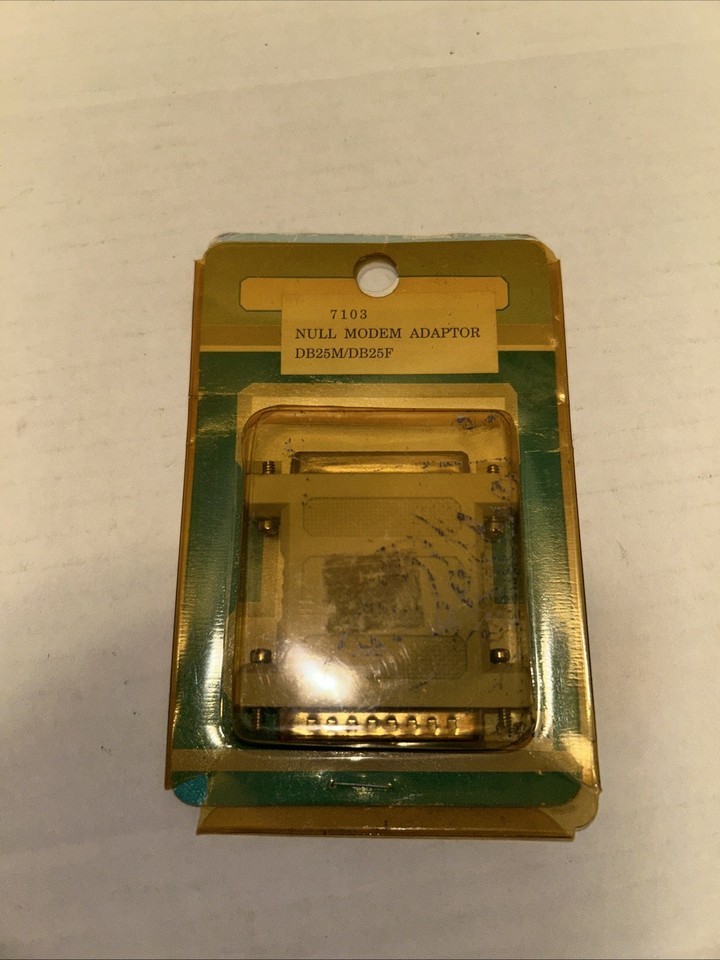 7103
NULL MODEM ADAPTOR
DB25M/DB25F